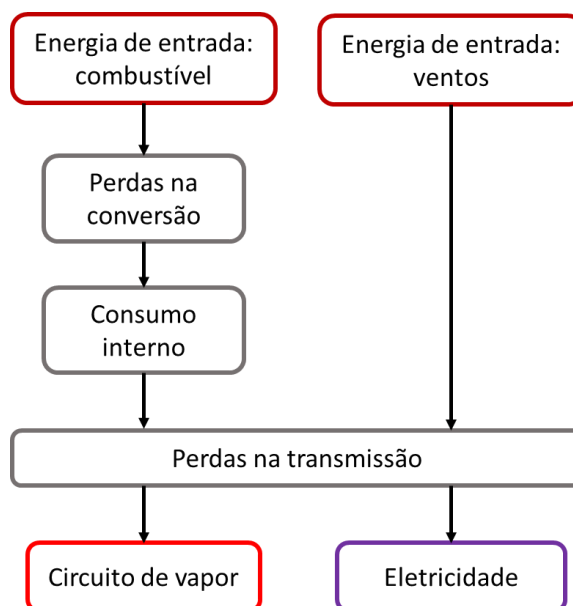 Energia de entrada:
combustível
Energia de entrada:
ventos
Perdas na
conversão
Consumo
interno
Perdas na transmissão
Circuito de vapor
Eletricidade